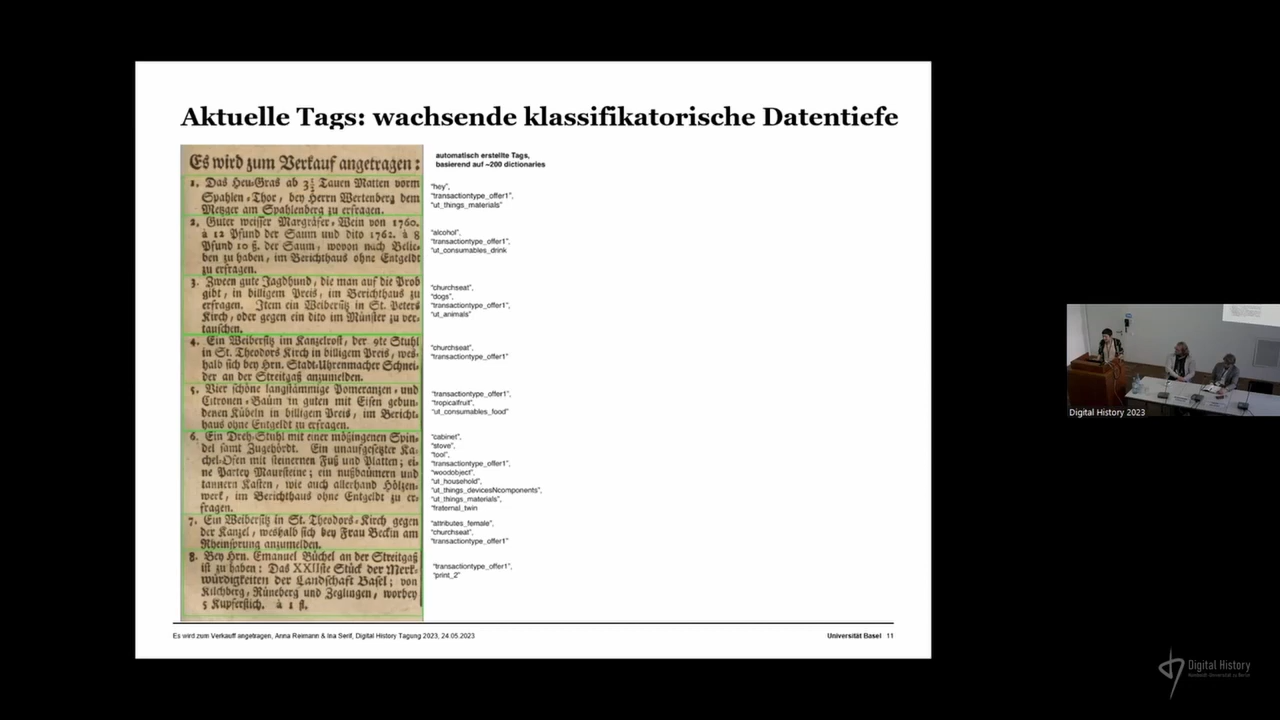 Aktuelle Tags: wachsende klassifikatorische Datentiefe
Es wird zum Verkauf angetragen:
1. Das Heu-Gras ab 3½ Tauen Matten vorm
Spahlen-Thor, bey Herrn Wertenberg dem
Metzger am Spahlenberg zu erfragen.
2. Guter weisser Margräfer-Wein von 1760.
à 12 Pfund der Saum und dito 1762. à 8
Pfund 10 ß. der Saum, wovon nach Belie-
ben zu haben, im Berichthaus ohne Entgeldt
zu erfragen.
3. Zween gute Jagdhund, die man auf die Prob
gibt, in billigem Preis, im Berichthaus zu
erfragen. Item ein Weibersitz in St. Peters
Kirch, oder gegen ein dito im Münster zu ver-
tauschen.
4. Ein Weibersitz im Kanzelrost, der 9te Stuhl
in St. Theodors Kirch in billigem Preis, wes-
halb sich bey Hrn. Stadt-Uhrenmacher Schnei-
der an der Streitgaß anzumelden.
5. Vier schöne langstämmige Pomeranzen- und
Citronen-Bäum in guten mit Eisen gebun-
denen Kübeln in billigem Preis, im Bericht-
haus ohne Entgeldt zu erfragen.
6. Ein Dreh-Stuhl mit einer mößingenen Spin-
del samt Zugehördt. Ein unaufgesetzter Ka-
chel-Ofen mit steinernen Fuß und Platten; ei-
ne Partey Maursteine; ein nußbäumern und
tannern Kasten, wie auch allerhand Hölzen-
werk, im Berichthaus ohne Entgeldt zu er-
fragen.
7. Ein Weibersitz in St. Theodors-Kirch gegen
der Kanzel, weshalb sich bey Frau Beckin am
Rheinsprung anzumelden.
8. Bey Hrn. Emanuel Büchel an der Streitgaß
ist zu haben: Das XXIIste Stück der Merk-
würdigkeiten der Landschaft Basel; von
Kilchberg, Rüneberg und Zeglingen, worbey
5 Kupferstich. à 1 fl.
automatisch erstellte Tags,
basierend auf ~200 dictionaries
"hey",
"transactiontype_offer1",
"ut_things_materials"
"alcohol",
"transactiontype_offer1",
"ut_consumables_drink
"churchseat",
"dogs",
"transactiontype_offer1",
"ut_animals"
"churchseat",
"transactiontype_offer1"
"transactiontype_offer1",
"tropicalfruit",
"ut_consumables_food"
"cabinet",
"stove",
"tool",
"transactiontype_offer1",
"woodobject",
"ut_household",
"ut_things_devicesNcomponents",
"ut_things_materials",
"fraternal_twin
"attributes_female",
"churchseat",
"transactiontype_offer1"
"transactiontype_offer1",
"print_2"
Es wird zum Verkauff angetragen, Anna Reimann & Ina Serif, Digital History Tagung 2023, 24.05.2023
Universität Basel 11
Digital History 2023
Digital History